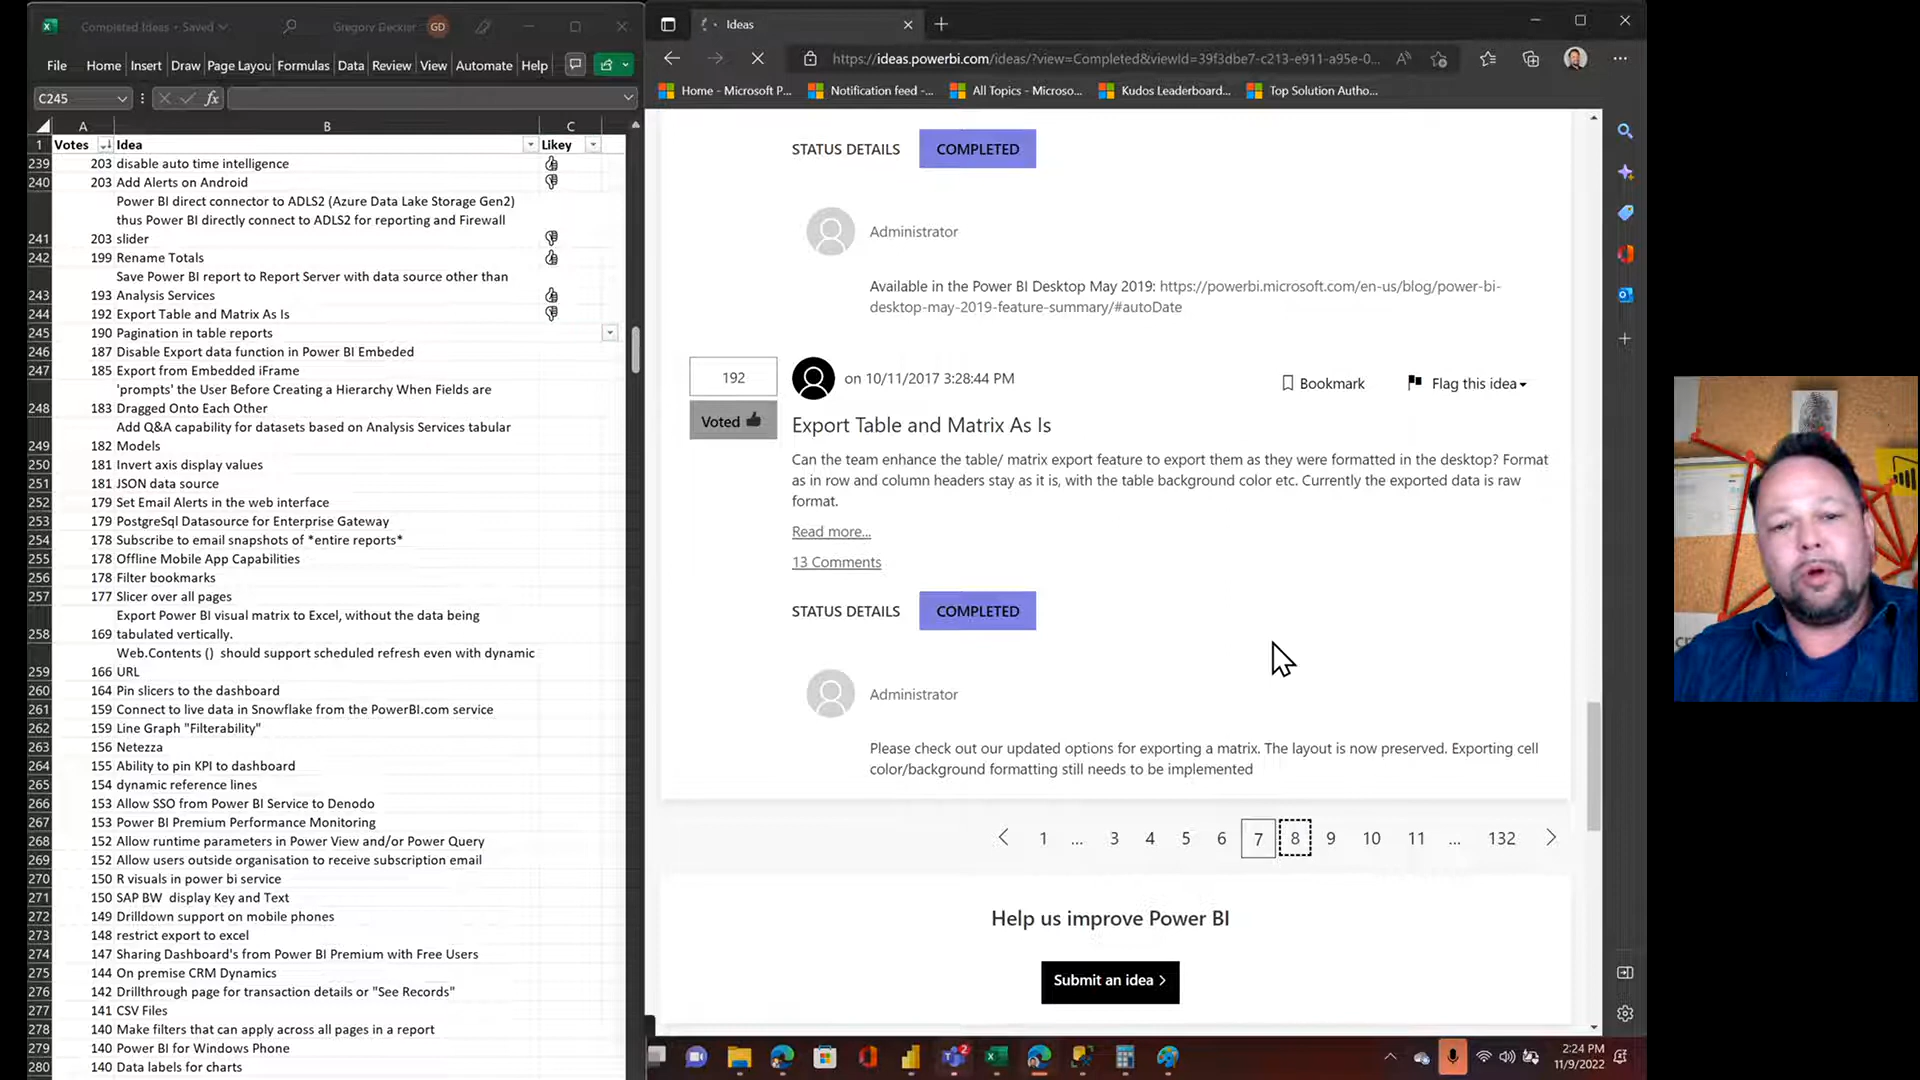 Completed Ideas - Saved
Gregory Deckler
GD
File Home Insert Draw Page Layou Formulas Data Review View Automate Help
C245
fx
A B C
1 Votes Idea Likey
239 203 disable auto time intelligence
240 203 Add Alerts on Android
Power BI direct connector to ADLS2 (Azure Data Lake Storage Gen2)
thus Power BI directly connect to ADLS2 for reporting and Firewall
241 203 slider
242 199 Rename Totals
Save Power BI report to Report Server with data source other than
243 193 Analysis Services
244 192 Export Table and Matrix As Is
245 190 Pagination in table reports
246 187 Disable Export data function in Power BI Embeded
247 185 Export from Embedded iFrame
'prompts' the User Before Creating a Hierarchy When Fields are
248 183 Dragged Onto Each Other
Add Q&A capability for datasets based on Analysis Services tabular
249 182 Models
250 181 Invert axis display values
251 181 JSON data source
252 179 Set Email Alerts in the web interface
253 179 PostgreSql Datasource for Enterprise Gateway
254 178 Subscribe to email snapshots of *entire reports*
255 178 Offline Mobile App Capabilities
256 178 Filter bookmarks
257 177 Slicer over all pages
Export Power BI visual matrix to Excel, without the data being
258 169 tabulated vertically.
Web.Contents () should support scheduled refresh even with dynamic
259 166 URL
260 164 Pin slicers to the dashboard
261 159 Connect to live data in Snowflake from the PowerBI.com service
262 159 Line Graph "Filterability"
263 156 Netezza
264 155 Ability to pin KPI to dashboard
265 154 dynamic reference lines
266 153 Allow SSO from Power BI Service to Denodo
267 153 Power BI Premium Performance Monitoring
268 152 Allow runtime parameters in Power View and/or Power Query
269 152 Allow users outside organisation to receive subscription email
270 150 R visuals in power bi service
271 150 SAP BW display Key and Text
272 149 Drilldown support on mobile phones
273 148 restrict export to excel
274 147 Sharing Dashboard's from Power BI Premium with Free Users
275 144 On premise CRM Dynamics
276 142 Drillthrough page for transaction details or "See Records"
277 141 CSV Files
278 140 Make filters that can apply across all pages in a report
279 140 Power BI for Windows Phone
280 140 Data labels for charts
Ideas
https://ideas.powerbi.com/ideas/?view=Completed&viewId=39f3dbe7-c213-e911-a95e-0...
Home - Microsoft P... Notification feed -... All Topics - Microso... Kudos Leaderboard... Top Solution Autho...
STATUS DETAILS COMPLETED
Administrator
Available in the Power BI Desktop May 2019: https://powerbi.microsoft.com/en-us/blog/power-bi-
desktop-may-2019-feature-summary/#autoDate
192 on 10/11/2017 3:28:44 PM Bookmark Flag this idea
Voted
Export Table and Matrix As Is
Can the team enhance the table/ matrix export feature to export them as they were formatted in the desktop? Format
as in row and column headers stay as it is, with the table background color etc. Currently the exported data is raw
format.
Read more...
13 Comments
STATUS DETAILS COMPLETED
Administrator
Please check out our updated options for exporting a matrix. The layout is now preserved. Exporting cell
color/background formatting still needs to be implemented
1 ... 3 4 5 6 7 8 9 10 11 ... 132
Help us improve Power BI
Submit an idea >
2
2:24 PM
11/9/2022